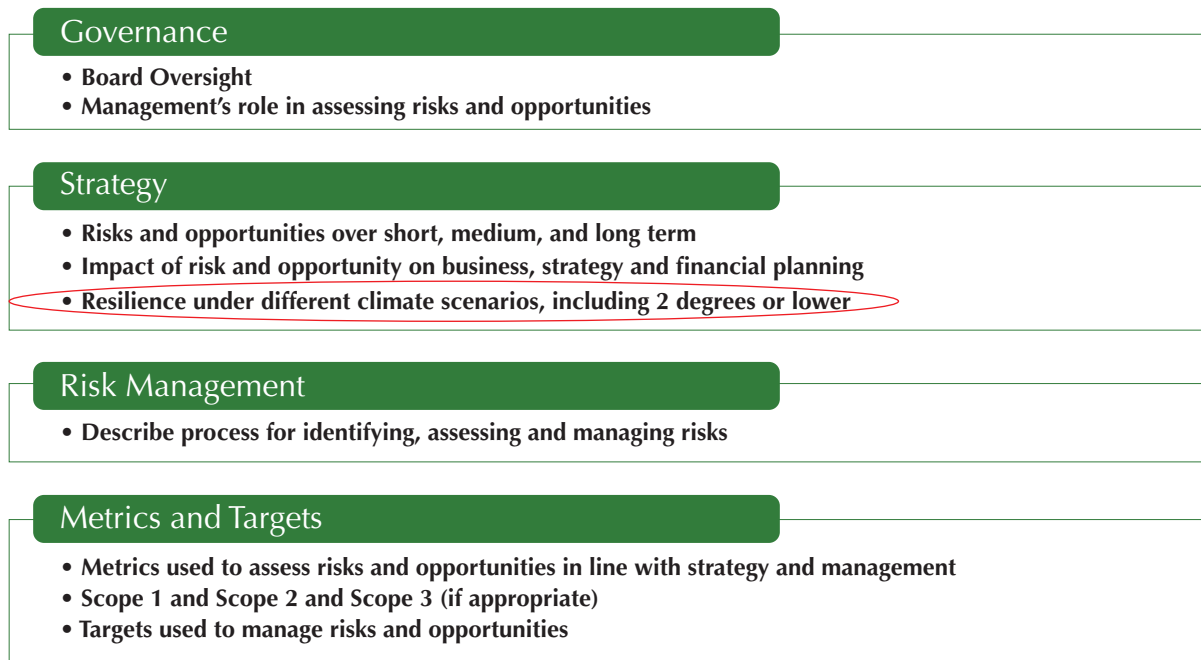 Governance
• Board Oversight
• Management’s role in assessing risks and opportunities
Strategy
• Risks and opportunities over short, medium, and long term
• Impact of risk and opportunity on business, strategy and financial planning
• Resilience under different climate scenarios, including 2 degrees or lower
Risk Management
• Describe process for identifying, assessing and managing risks
Metrics and Targets
• Metrics used to assess risks and opportunities in line with strategy and management
• Scope 1 and Scope 2 and Scope 3 (if appropriate)
• Targets used to manage risks and opportunities